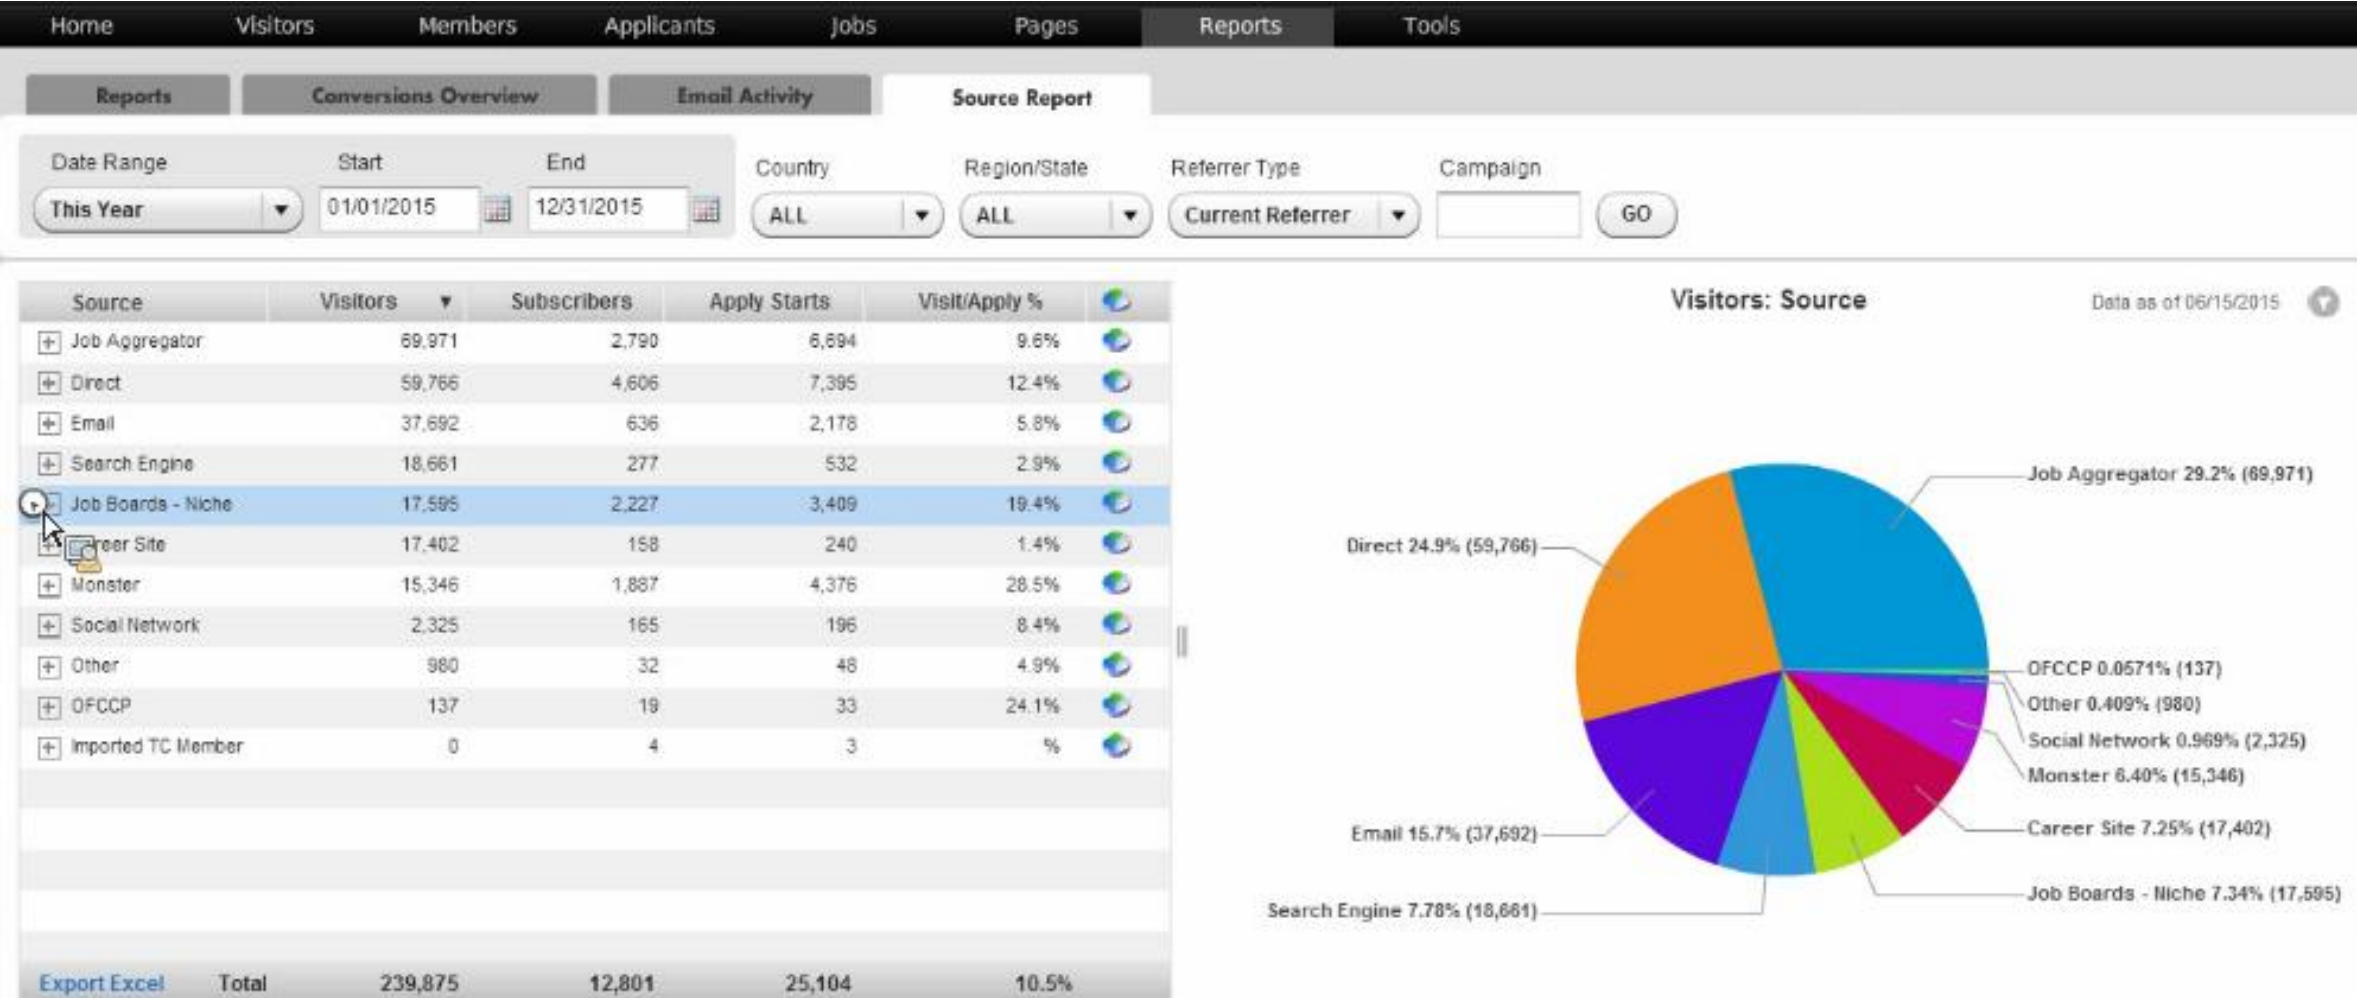 Home Visitors Members Applicants Jobs Pages Reports Tools
Reports Conversions Overview Email Activity Source Report
Date Range Start End Country Region/State Referrer Type Campaign
This Year 01/01/2015 12/31/2015 ALL ALL Current Referrer GO
Source Visitors Subscribers Apply Starts Visit/Apply %
Job Aggregator 69,971 2,790 6,694 9.6%
Direct 59,766 4,606 7,395 12.4%
Email 37,692 636 2,178 5.8%
Search Engine 18,661 277 532 2.9%
Job Boards - Niche 17,595 2,227 3,409 19.4%
reer Site 17,402 158 240 1.4%
Monster 15,346 1,887 4,376 28.5%
Social Network 2,325 165 196 8.4%
Other 980 32 48 4.9%
OFCCP 137 19 33 24.1%
Imported TC Member 0 4 3 %
Export Excel Total 239,875 12,801 25,104 10.5%
Visitors: Source
Data as of 06/15/2015
Job Aggregator 29.2% (69,971)
Direct 24.9% (59,766)
OFCCP 0.0571% (137)
Other 0.409% (980)
Social Network 0.969% (2,325)
Monster 6.40% (15,346)
Career Site 7.25% (17,402)
Email 15.7% (37,692)
Job Boards - Niche 7.34% (17,595)
Search Engine 7.78% (18,661)